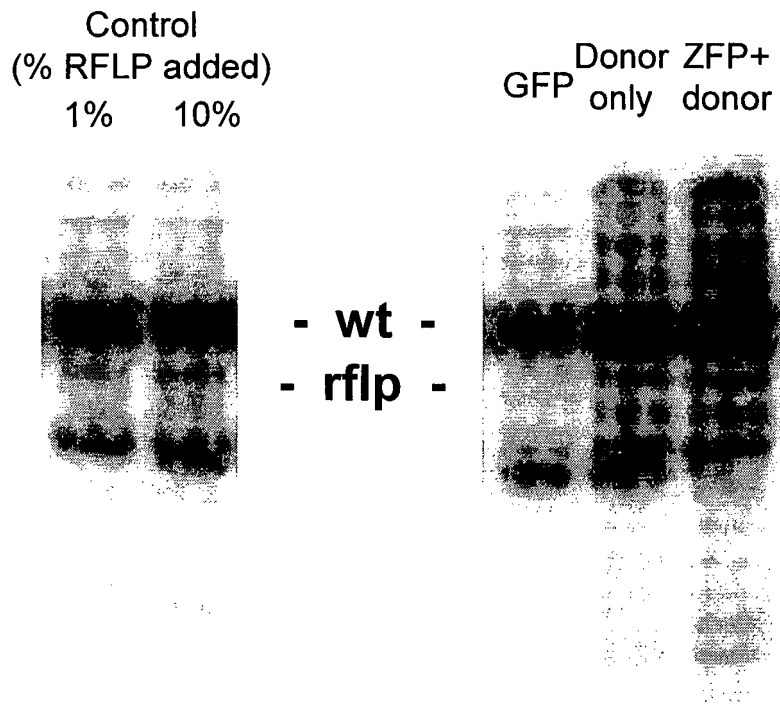 Control
(% RFLP added)
1% 10%
GFP Donor only ZFP+ donor
- wt -
- rflp -